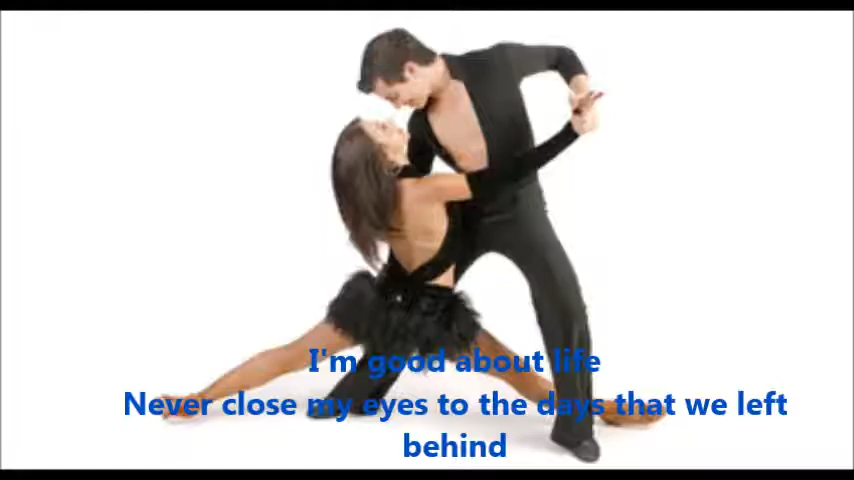 I'm good about life
Never close my eyes to the days that we left
behind